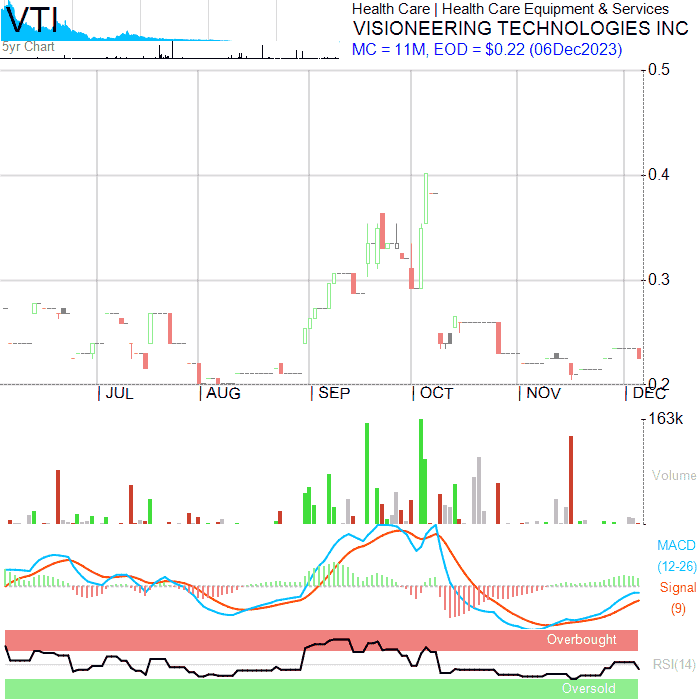 VTI
5yr Chart
Health Care | Health Care Equipment & Services
VISIONEERING TECHNOLOGIES INC
MC = 11M, EOD = $0.22 (06Dec2023)
0.5
0.4
0.3
0.2
JUL AUG SEP OCT NOV DEC
163k
Volume
MACD
(12-26)
Signal
(9)
Overbought
RSI(14)
Oversold